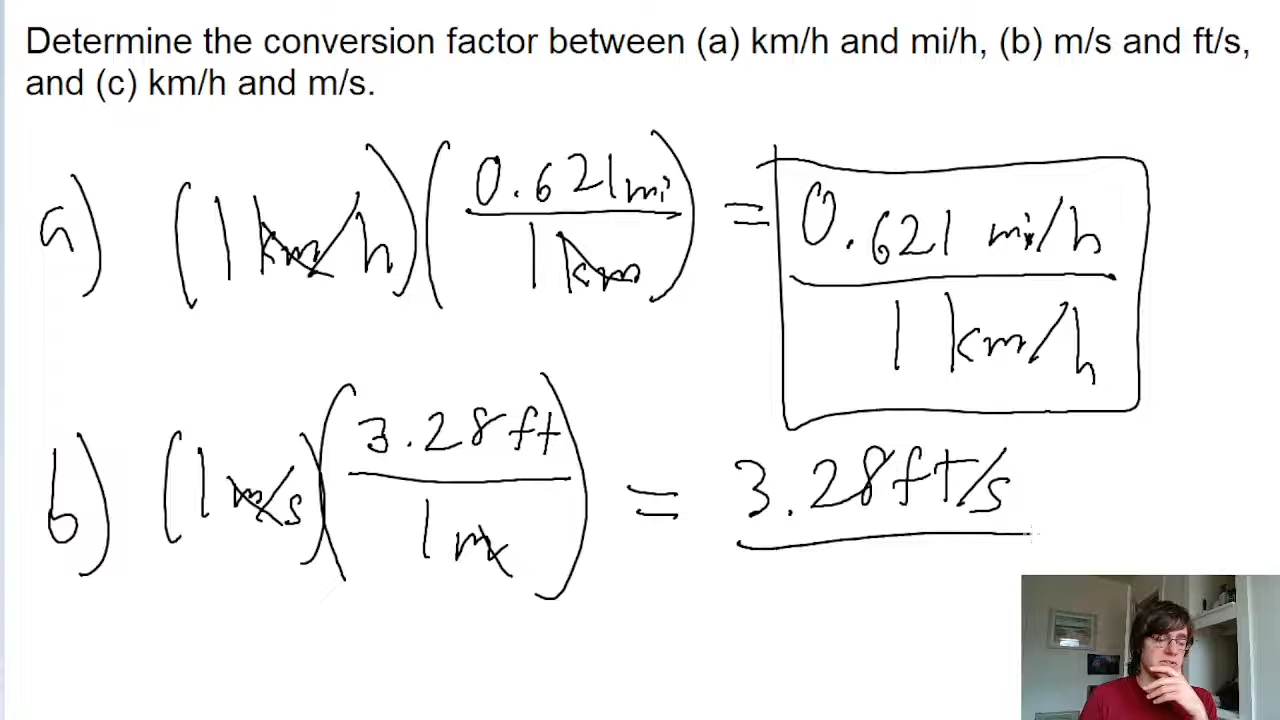 Determine the conversion factor between (a) km/h and mi/h, (b) m/s and ft/s,
and (c) km/h and m/s.
a) (1 km/h)(0.621 mi / 1 km) = 0.621 mi/h / 1 km/h
b) (1 m/s)(3.28 ft / 1 m) = 3.28 ft/s